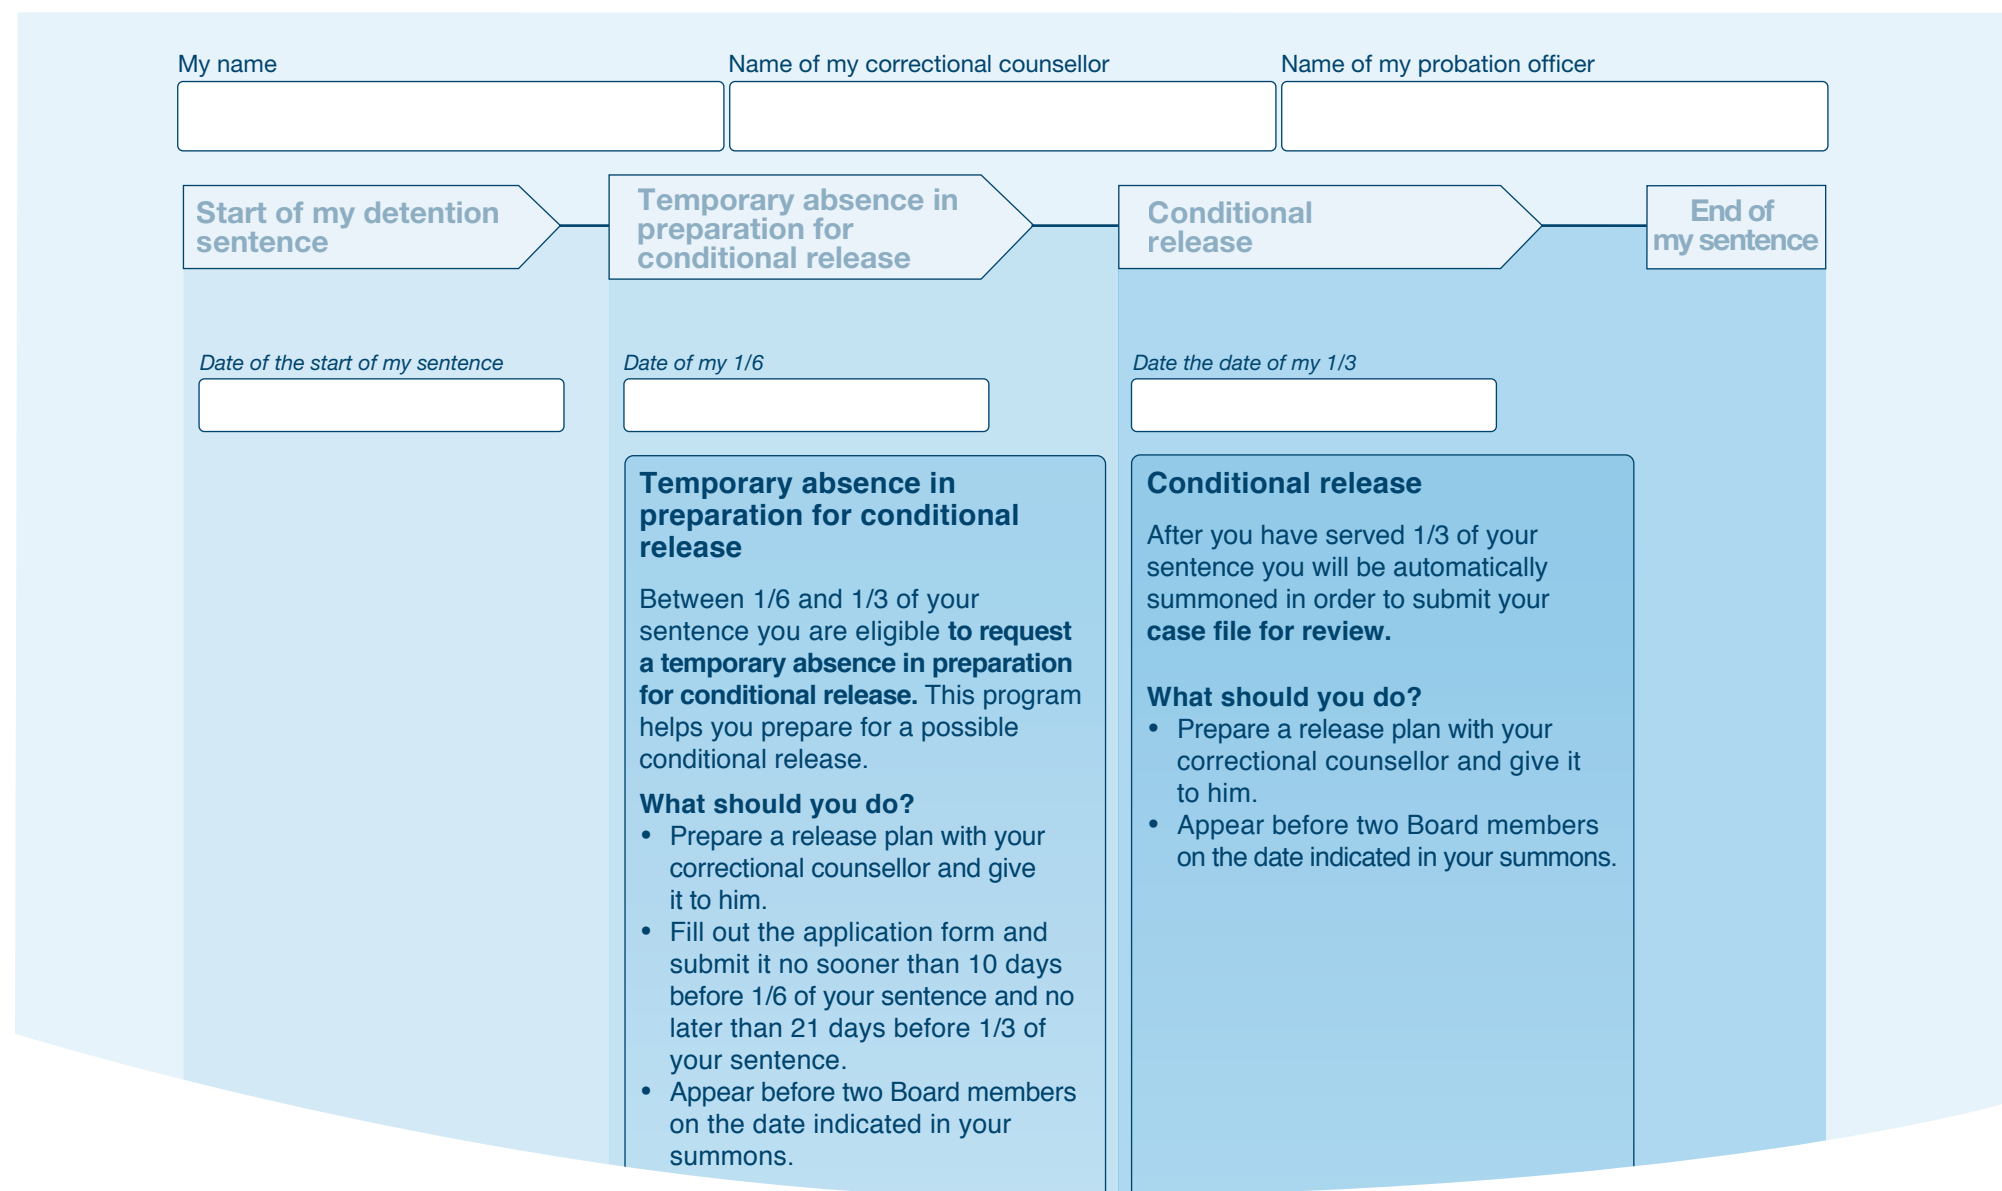 My name
Name of my correctional counsellor
Name of my probation officer
Start of my detention
sentence
Temporary absence in
preparation for
conditional release
Conditional
release
End of
my sentence
Date of the start of my sentence
Date of my 1/6
Date the date of my 1/3
Temporary absence in
preparation for conditional
release
Between 1/6 and 1/3 of your
sentence you are eligible to request
a temporary absence in preparation
for conditional release. This program
helps you prepare for a possible
conditional release.
What should you do?
• Prepare a release plan with your
correctional counsellor and give
it to him.
• Fill out the application form and
submit it no sooner than 10 days
before 1/6 of your sentence and no
later than 21 days before 1/3 of
your sentence.
• Appear before two Board members
on the date indicated in your
summons.
Conditional release
After you have served 1/3 of your
sentence you will be automatically
summoned in order to submit your
case file for review.
What should you do?
• Prepare a release plan with your
correctional counsellor and give it
to him.
• Appear before two Board members
on the date indicated in your summons.